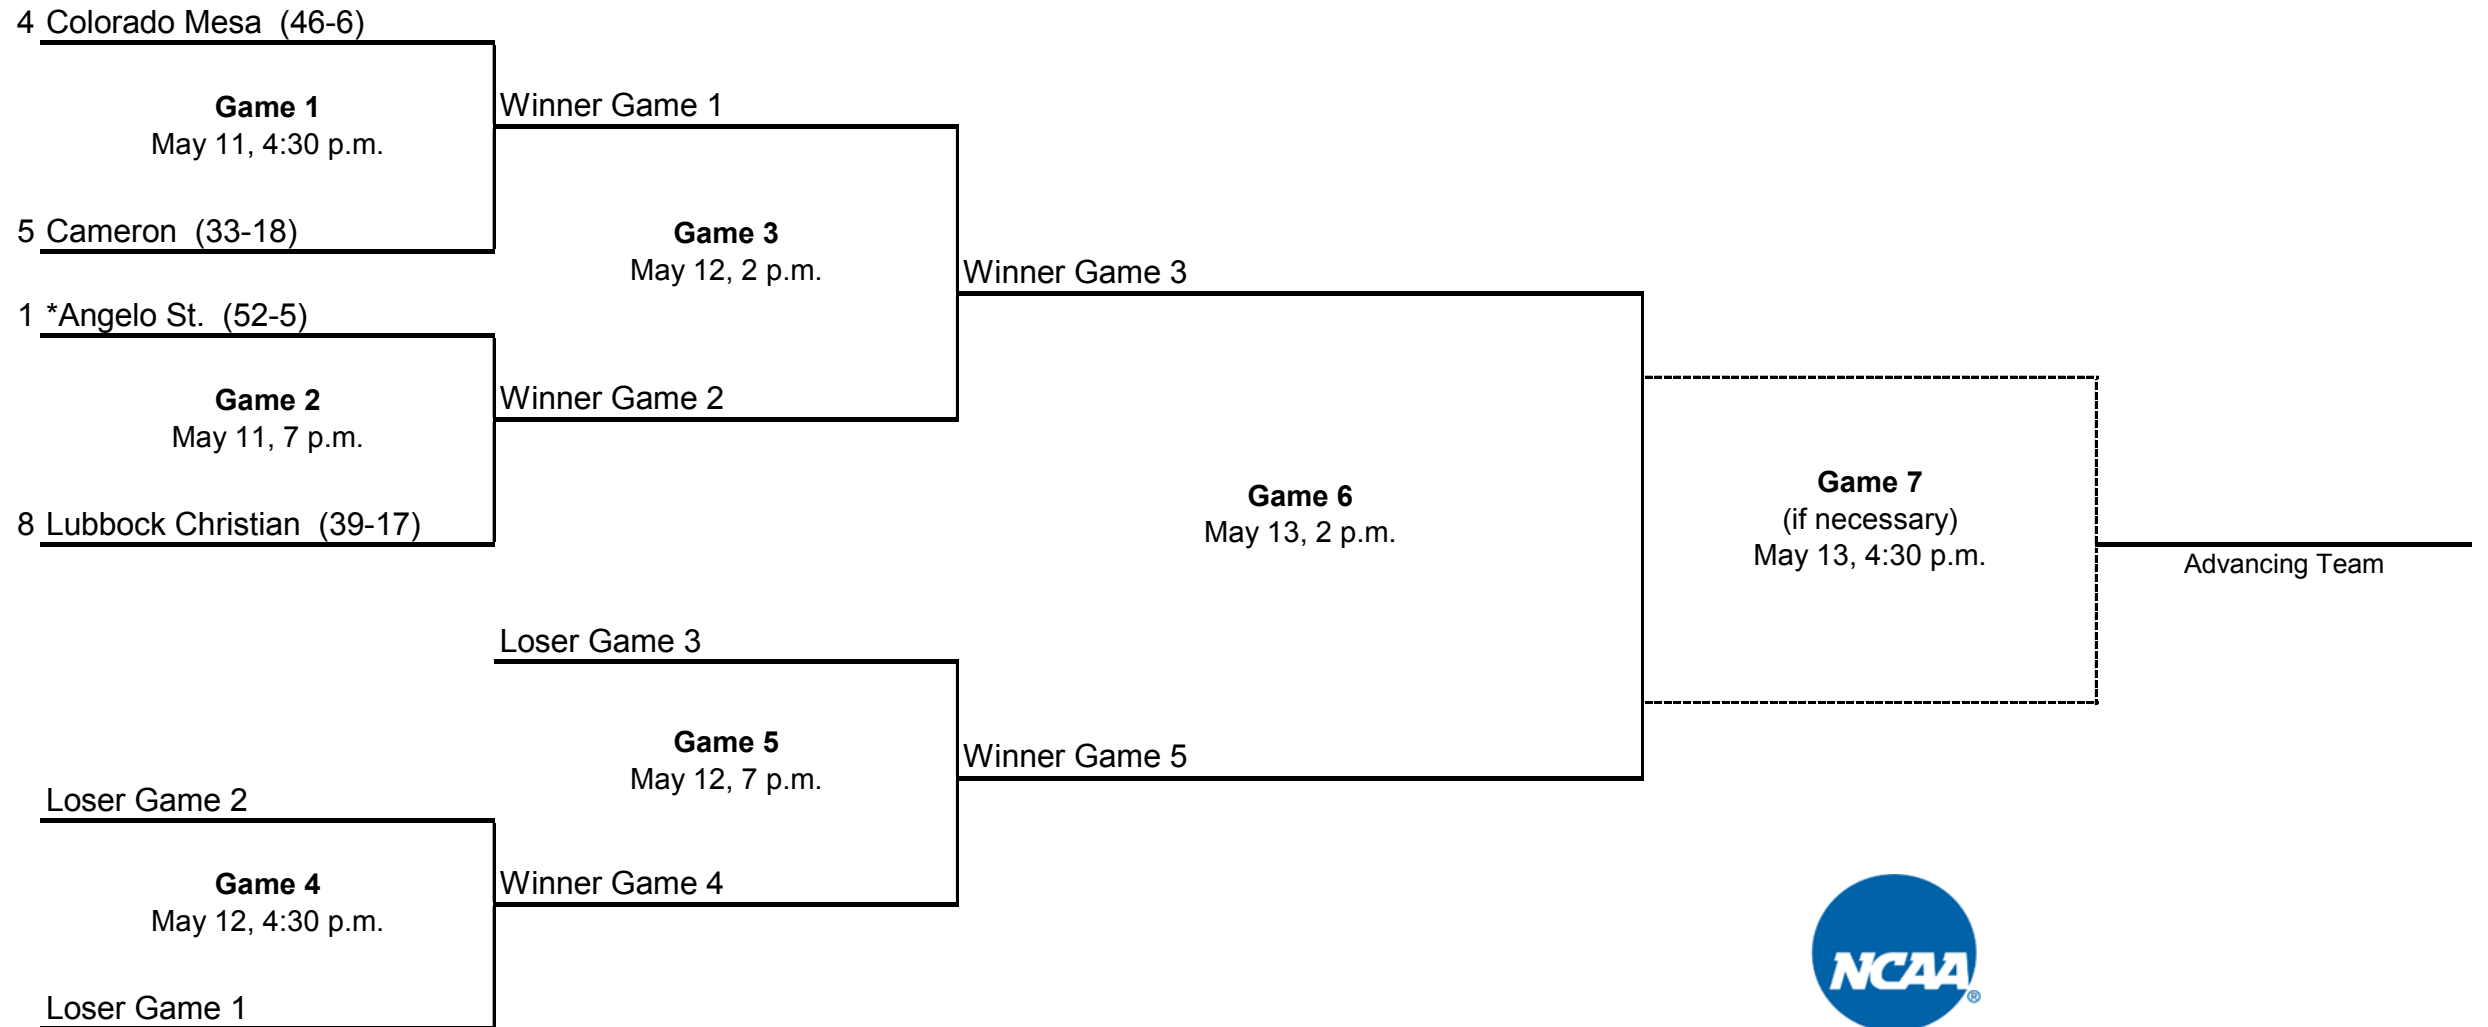 4 Colorado Mesa (46-6)
Game 1
May 11, 4:30 p.m.
Winner Game 1
5 Cameron (33-18)
Game 3
May 12, 2 p.m.
Winner Game 3
1 *Angelo St. (52-5)
Game 2
May 11, 7 p.m.
Winner Game 2
8 Lubbock Christian (39-17)
Game 6
May 13, 2 p.m.
Game 7
(if necessary)
May 13, 4:30 p.m.
Advancing Team
Loser Game 3
Game 5
May 12, 7 p.m.
Winner Game 5
Loser Game 2
Game 4
May 12, 4:30 p.m.
Winner Game 4
Loser Game 1
NCAA®